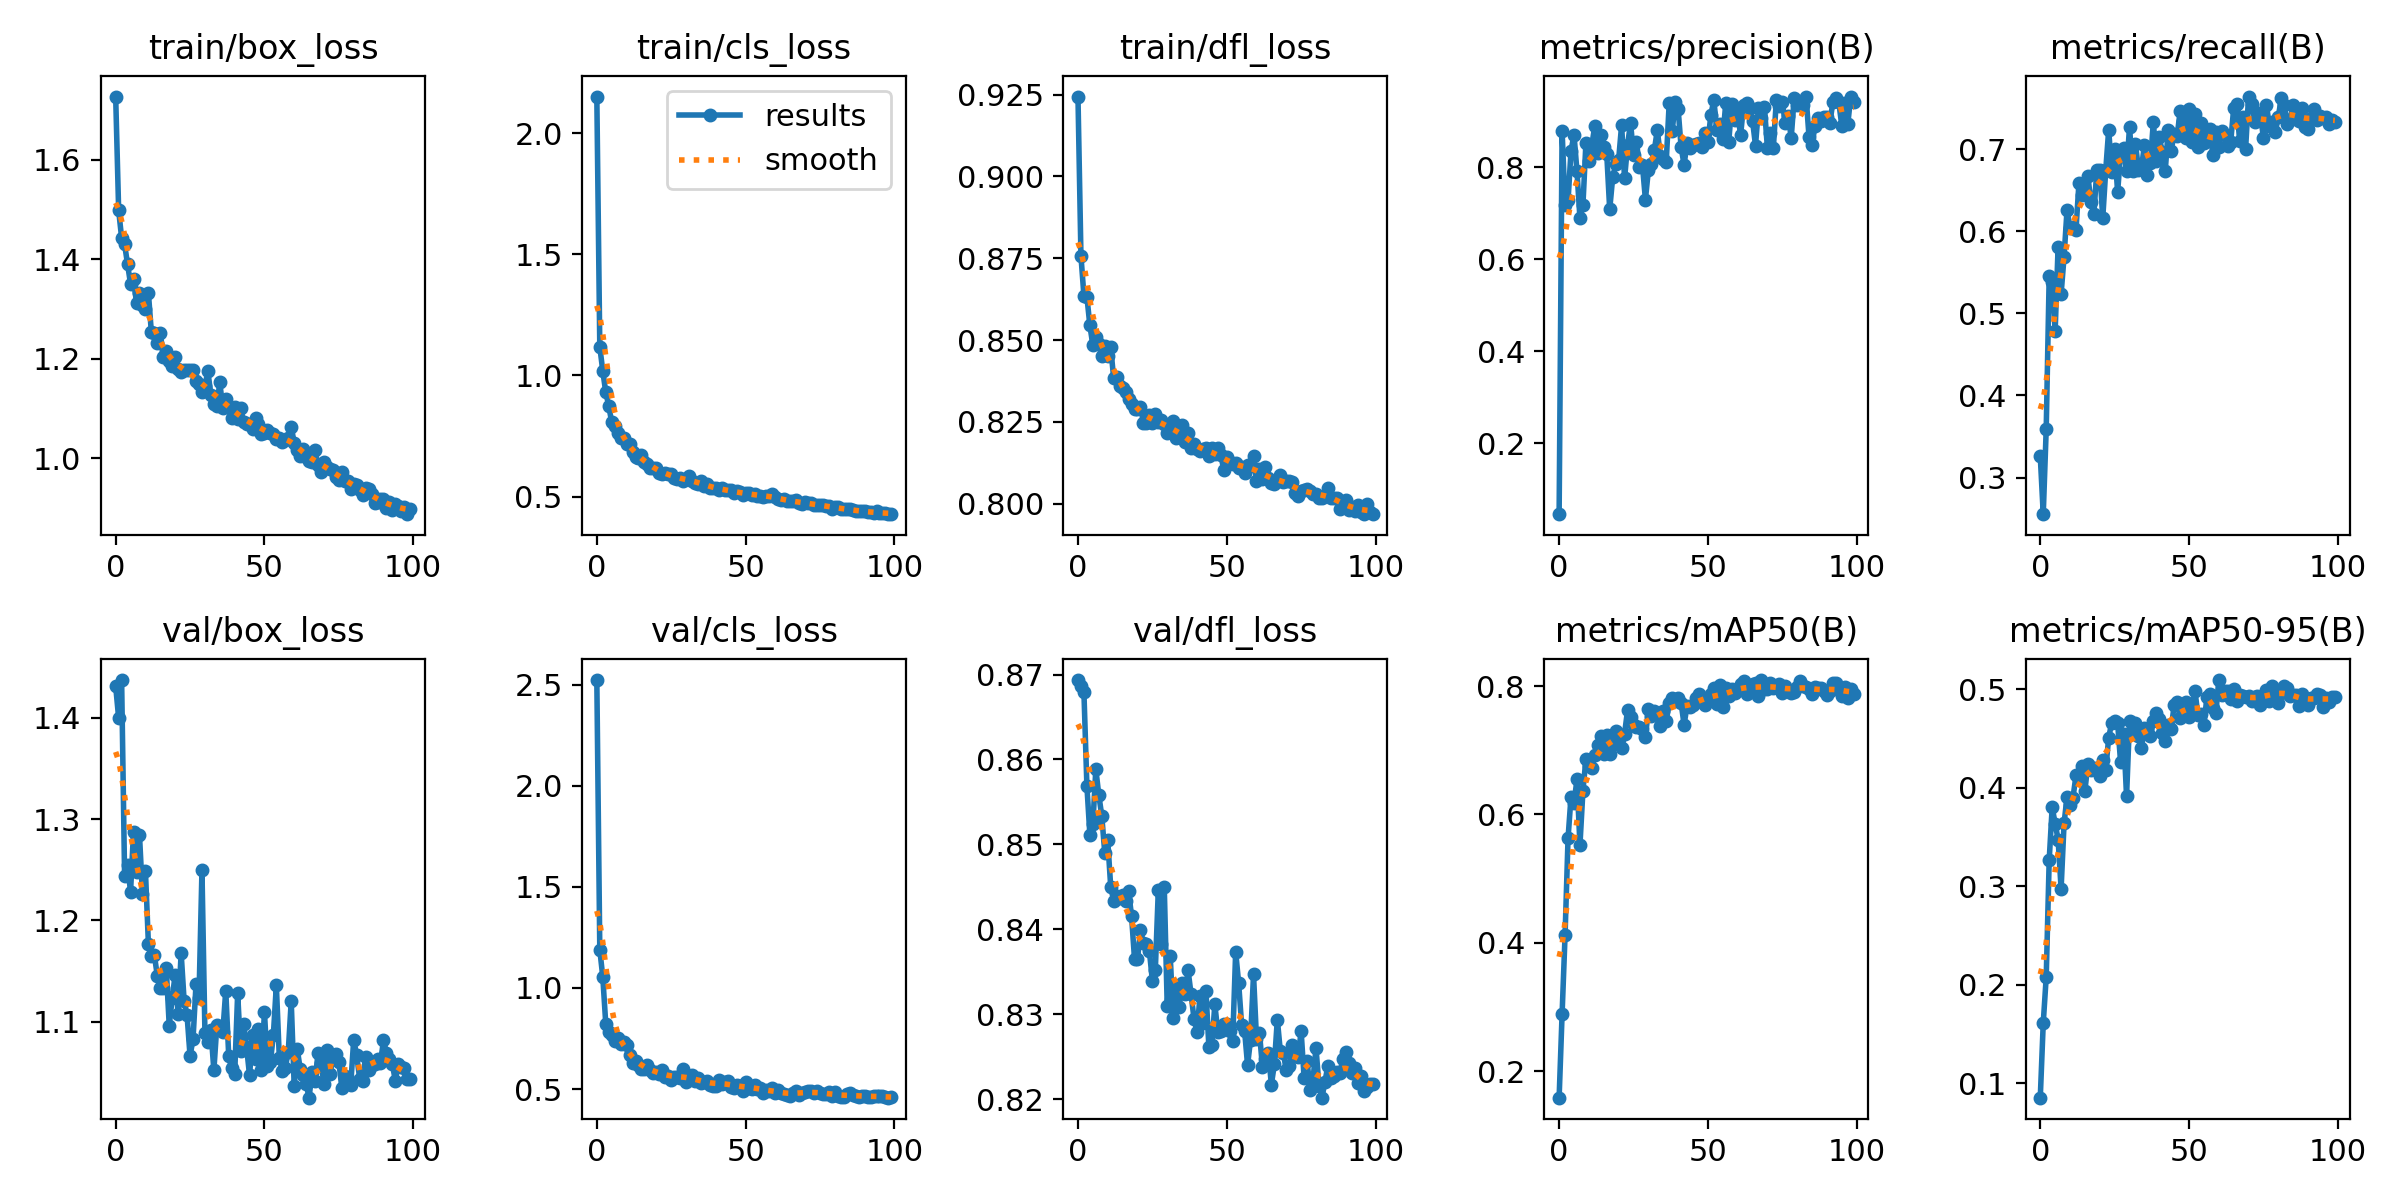 train/box_loss
1.6
1.4
1.2
1.0
0 50 100
train/cls_loss
results
smooth
2.0
1.5
1.0
0.5
0 50 100
train/dfl_loss
0.925
0.900
0.875
0.850
0.825
0.800
0 50 100
metrics/precision(B)
0.8
0.6
0.4
0.2
0 50 100
metrics/recall(B)
0.7
0.6
0.5
0.4
0.3
0 50 100
val/box_loss
1.4
1.3
1.2
1.1
0 50 100
val/cls_loss
2.5
2.0
1.5
1.0
0.5
0 50 100
val/dfl_loss
0.87
0.86
0.85
0.84
0.83
0.82
0 50 100
metrics/mAP50(B)
0.8
0.6
0.4
0.2
0 50 100
metrics/mAP50-95(B)
0.5
0.4
0.3
0.2
0.1
0 50 100